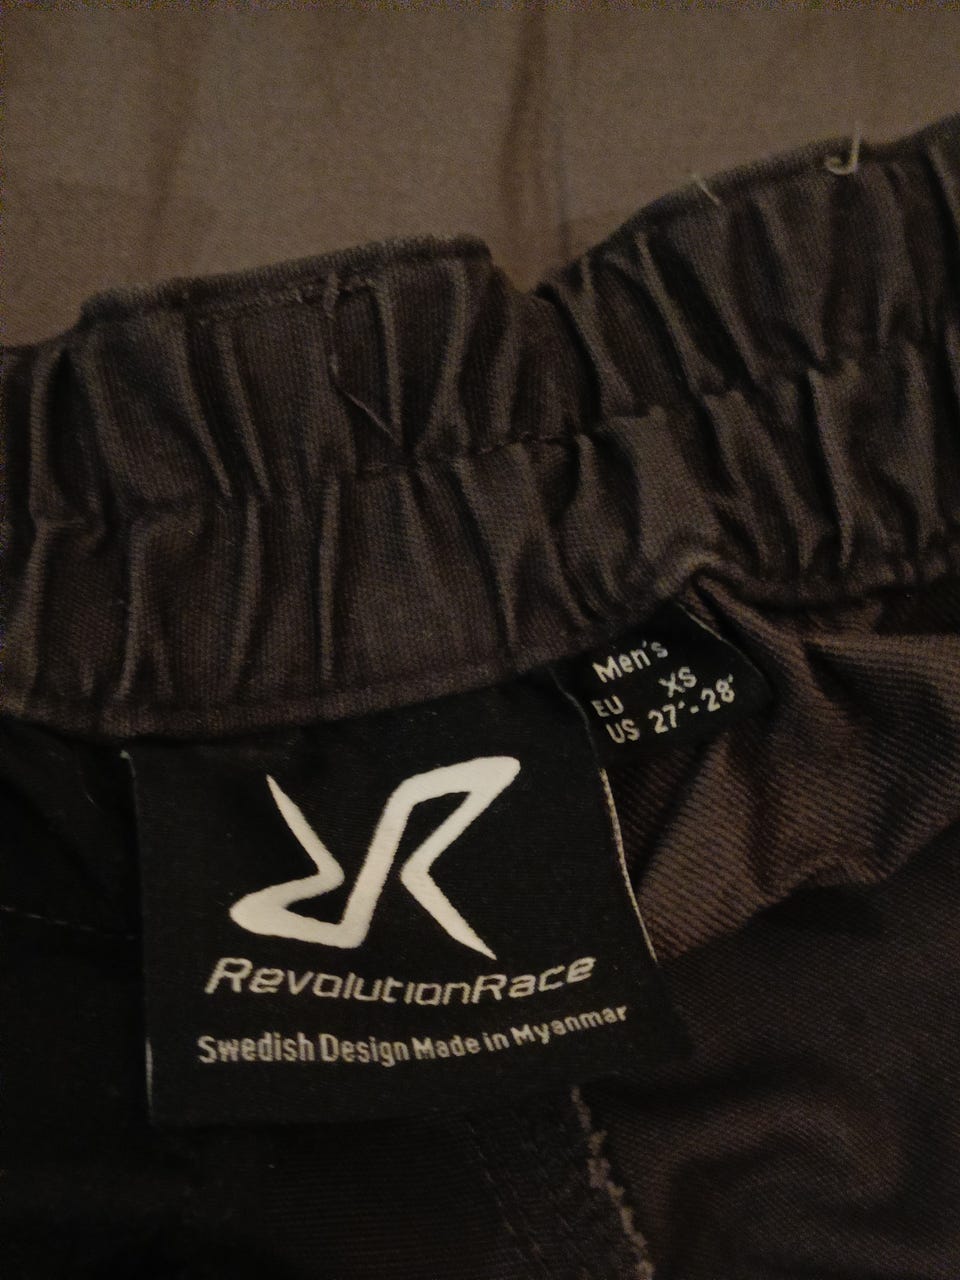 Men's
EU XS
US 27"-28"
RevolutionRace
Swedish Design Made in Myanmar